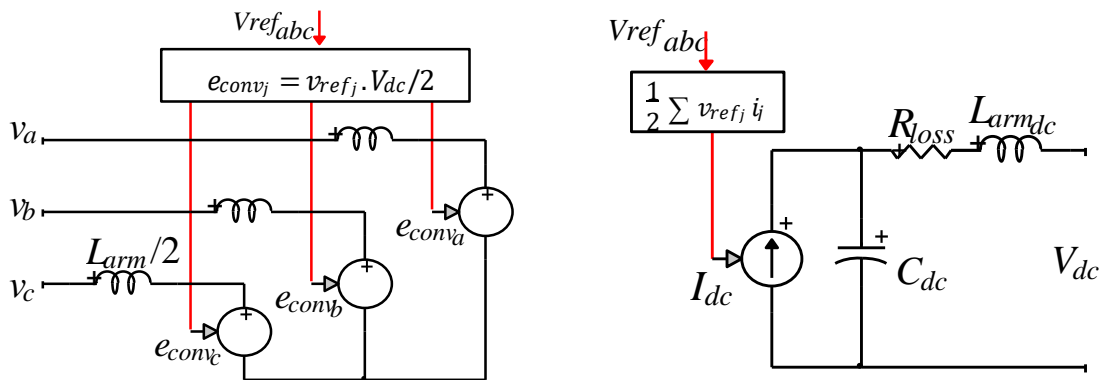 Vref_abc
e_conv_j = v_ref_j . V_dc/2
v_a
v_b
e_conv_a
L_arm/2
v_c
e_conv_b
e_conv_c
Vref_abc
1/2 ∑ v_ref_j i_j
R_loss
L_arm_dc
I_dc
C_dc
V_dc